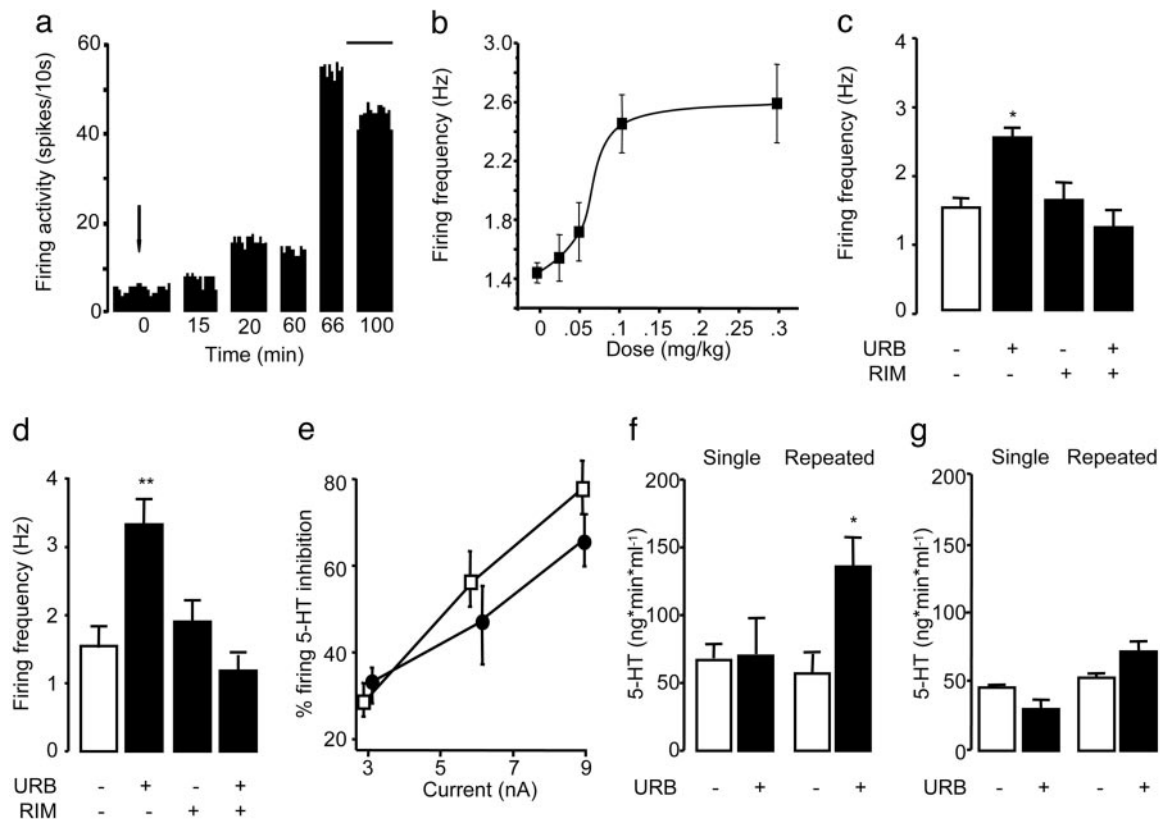 a
Firing activity (spikes/10s)
60
40
20
0
0 15 20 60 66 100
Time (min)
b
Firing frequency (Hz)
3.0
2.6
2.2
1.8
1.4
0 .05 .1 .15 .2 .25 .3
Dose (mg/kg)
c
Firing frequency (Hz)
4
3
2
1
0
*
URB - + - +
RIM - - + +
d
Firing frequency (Hz)
4
3
2
1
0
**
URB - + - +
RIM - - + +
e
% firing 5-HT inhibition
80
60
40
20
3 5 7 9
Current (nA)
f
Single Repeated
5-HT (ng*min*ml-1)
200
150
100
50
0
*
URB - + - +
g
Single Repeated
5-HT (ng*min*ml-1)
200
150
100
50
0
URB - + - +